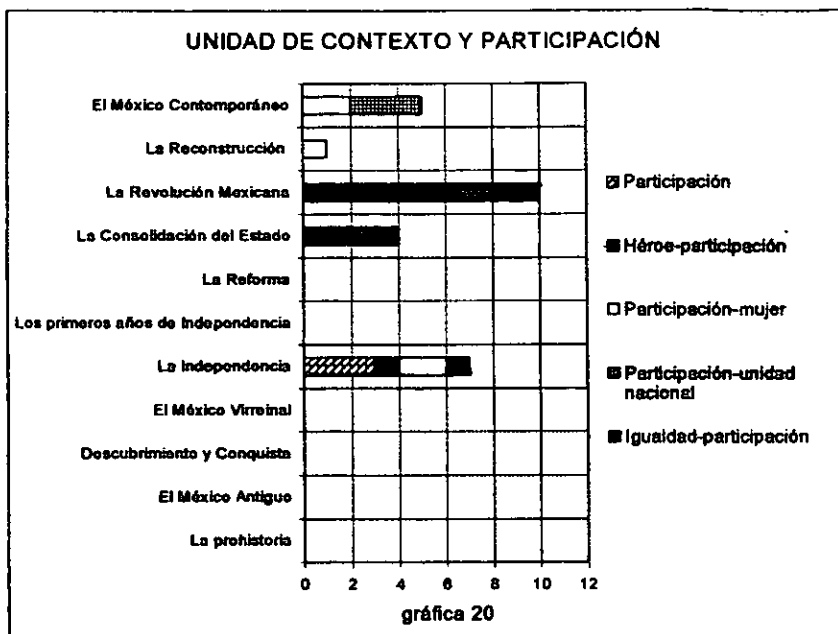 UNIDAD DE CONTEXTO Y PARTICIPACIÓN
El México Contemporáneo
La Reconstrucción
La Revolución Mexicana
La Consolidación del Estado
La Reforma
Los primeros años de Independencia
La Independencia
El México Virreinal
Descubrimiento y Conquista
El México Antiguo
La prohistoria
0 2 4 6 8 10 12
gráfica 20
Participación
Héroe-participación
Participación-mujer
Participación-unidad
nacional
Igualdad-participación